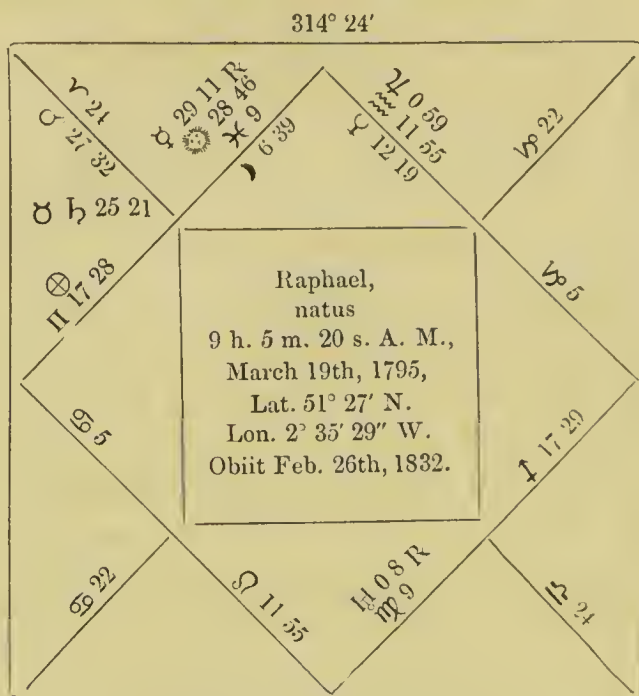 314° 24′
♈ 24
♂ 27 32
☿ 29 11 ℞
☉ 28 46
♓ 9
☽ 6 39
♃ 0 59
♒ 11 55
♀ 12 19
♑ 22
♉ ♄ 25 21
⊗
♊ 17 28
♑ 5
Raphael,
natus
9 h. 5 m. 20 s. A. M.,
March 19th, 1795,
Lat. 51° 27′ N.
Lon. 2° 35′ 29″ W.
Obiit Feb. 26th, 1832.
♋ 5
♐ 17 29
♋ 22
♌ 11 55
♅ 0 8 ℞
♍ 9
♎ 24